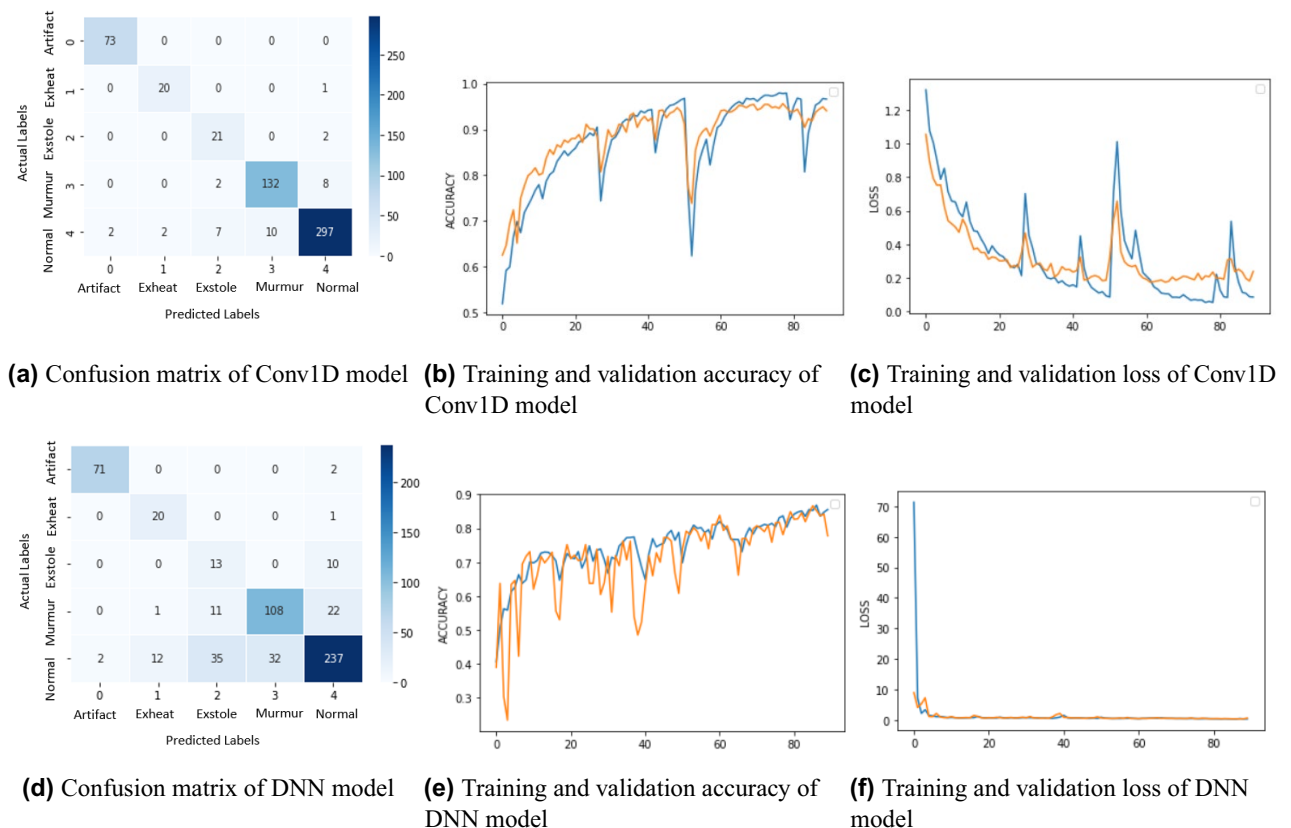 Actual Labels
Artifact
Exheat
Exstole
Murmur
Normal
0
1
2
3
4
73 0 0 0 0
0 20 0 0 1
0 0 21 0 2
0 0 2 132 8
2 2 7 10 297
0 1 2 3 4
Artifact Exheat Exstole Murmur Normal
Predicted Labels
250
200
150
100
50
0
ACCURACY
1.0
0.9
0.8
0.7
0.6
0.5
0 20 40 60 80
LOSS
1.2
1.0
0.8
0.6
0.4
0.2
0.0
0 20 40 60 80
(a) Confusion matrix of Conv1D model
(b) Training and validation accuracy of
Conv1D model
(c) Training and validation loss of Conv1D
model
Actual Labels
Artifact
Exheat
Exstole
Murmur
Normal
0
1
2
3
4
71 0 0 0 2
0 20 0 0 1
0 0 13 0 10
0 1 11 108 22
2 12 35 32 237
0 1 2 3 4
Artifact Exheat Exstole Murmur Normal
Predicted Labels
200
150
100
50
0
ACCURACY
0.9
0.8
0.7
0.6
0.5
0.4
0.3
0 20 40 60 80
LOSS
70
60
50
40
30
20
10
0
0 20 40 60 80
(d) Confusion matrix of DNN model
(e) Training and validation accuracy of
DNN model
(f) Training and validation loss of DNN
model